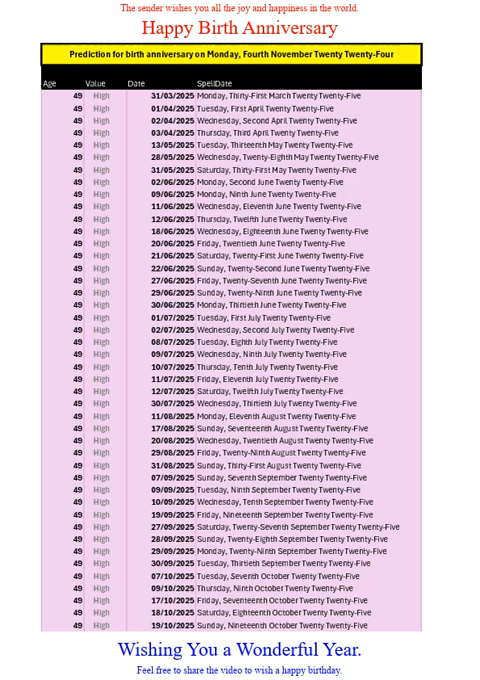 The sender wishes you all the joy and happiness in the world.
Happy Birth Anniversary
Prediction for birth anniversary on Monday, Fourth November Twenty Twenty-Four
Age Value Date SpellDate
49 High 31/03/2025 Monday, Thirty-First March Twenty Twenty-Five
49 High 01/04/2025 Tuesday, First April Twenty Twenty-Five
49 High 02/04/2025 Wednesday, Second April Twenty Twenty-Five
49 High 03/04/2025 Thursday, Third April Twenty Twenty-Five
49 High 13/05/2025 Tuesday, Thirteenth May Twenty Twenty-Five
49 High 28/05/2025 Wednesday, Twenty-Eighth May Twenty Twenty-Five
49 High 31/05/2025 Saturday, Thirty-First May Twenty Twenty-Five
49 High 02/06/2025 Monday, Second June Twenty Twenty-Five
49 High 09/06/2025 Monday, Ninth June Twenty Twenty-Five
49 High 11/06/2025 Wednesday, Eleventh June Twenty Twenty-Five
49 High 12/06/2025 Thursday, Twelfth June Twenty Twenty-Five
49 High 18/06/2025 Wednesday, Eighteenth June Twenty Twenty-Five
49 High 20/06/2025 Friday, Twentieth June Twenty Twenty-Five
49 High 21/06/2025 Saturday, Twenty-First June Twenty Twenty-Five
49 High 22/06/2025 Sunday, Twenty-Second June Twenty Twenty-Five
49 High 27/06/2025 Friday, Twenty-Seventh June Twenty Twenty-Five
49 High 29/06/2025 Sunday, Twenty-Ninth June Twenty Twenty-Five
49 High 30/06/2025 Monday, Thirtieth June Twenty Twenty-Five
49 High 01/07/2025 Tuesday, First July Twenty Twenty-Five
49 High 02/07/2025 Wednesday, Second July Twenty Twenty-Five
49 High 08/07/2025 Tuesday, Eighth July Twenty Twenty-Five
49 High 09/07/2025 Wednesday, Ninth July Twenty Twenty-Five
49 High 10/07/2025 Thursday, Tenth July Twenty Twenty-Five
49 High 11/07/2025 Friday, Eleventh July Twenty Twenty-Five
49 High 12/07/2025 Saturday, Twelfth July Twenty Twenty-Five
49 High 30/07/2025 Wednesday, Thirtieth July Twenty Twenty-Five
49 High 11/08/2025 Monday, Eleventh August Twenty Twenty-Five
49 High 17/08/2025 Sunday, Seventeenth August Twenty Twenty-Five
49 High 20/08/2025 Wednesday, Twentieth August Twenty Twenty-Five
49 High 29/08/2025 Friday, Twenty-Ninth August Twenty Twenty-Five
49 High 31/08/2025 Sunday, Thirty-First August Twenty Twenty-Five
49 High 07/09/2025 Sunday, Seventh September Twenty Twenty-Five
49 High 09/09/2025 Tuesday, Ninth September Twenty Twenty-Five
49 High 10/09/2025 Wednesday, Tenth September Twenty Twenty-Five
49 High 19/09/2025 Friday, Nineteenth September Twenty Twenty-Five
49 High 27/09/2025 Saturday, Twenty-Seventh September Twenty Twenty-Five
49 High 28/09/2025 Sunday, Twenty-Eighth September Twenty Twenty-Five
49 High 29/09/2025 Monday, Twenty-Ninth September Twenty Twenty-Five
49 High 30/09/2025 Tuesday, Thirtieth September Twenty Twenty-Five
49 High 07/10/2025 Tuesday, Seventh October Twenty Twenty-Five
49 High 09/10/2025 Thursday, Ninth October Twenty Twenty-Five
49 High 17/10/2025 Friday, Seventeenth October Twenty Twenty-Five
49 High 18/10/2025 Saturday, Eighteenth October Twenty Twenty-Five
49 High 19/10/2025 Sunday, Nineteenth October Twenty Twenty-Five
Wishing You a Wonderful Year.
Feel free to share the video to wish a happy birthday.